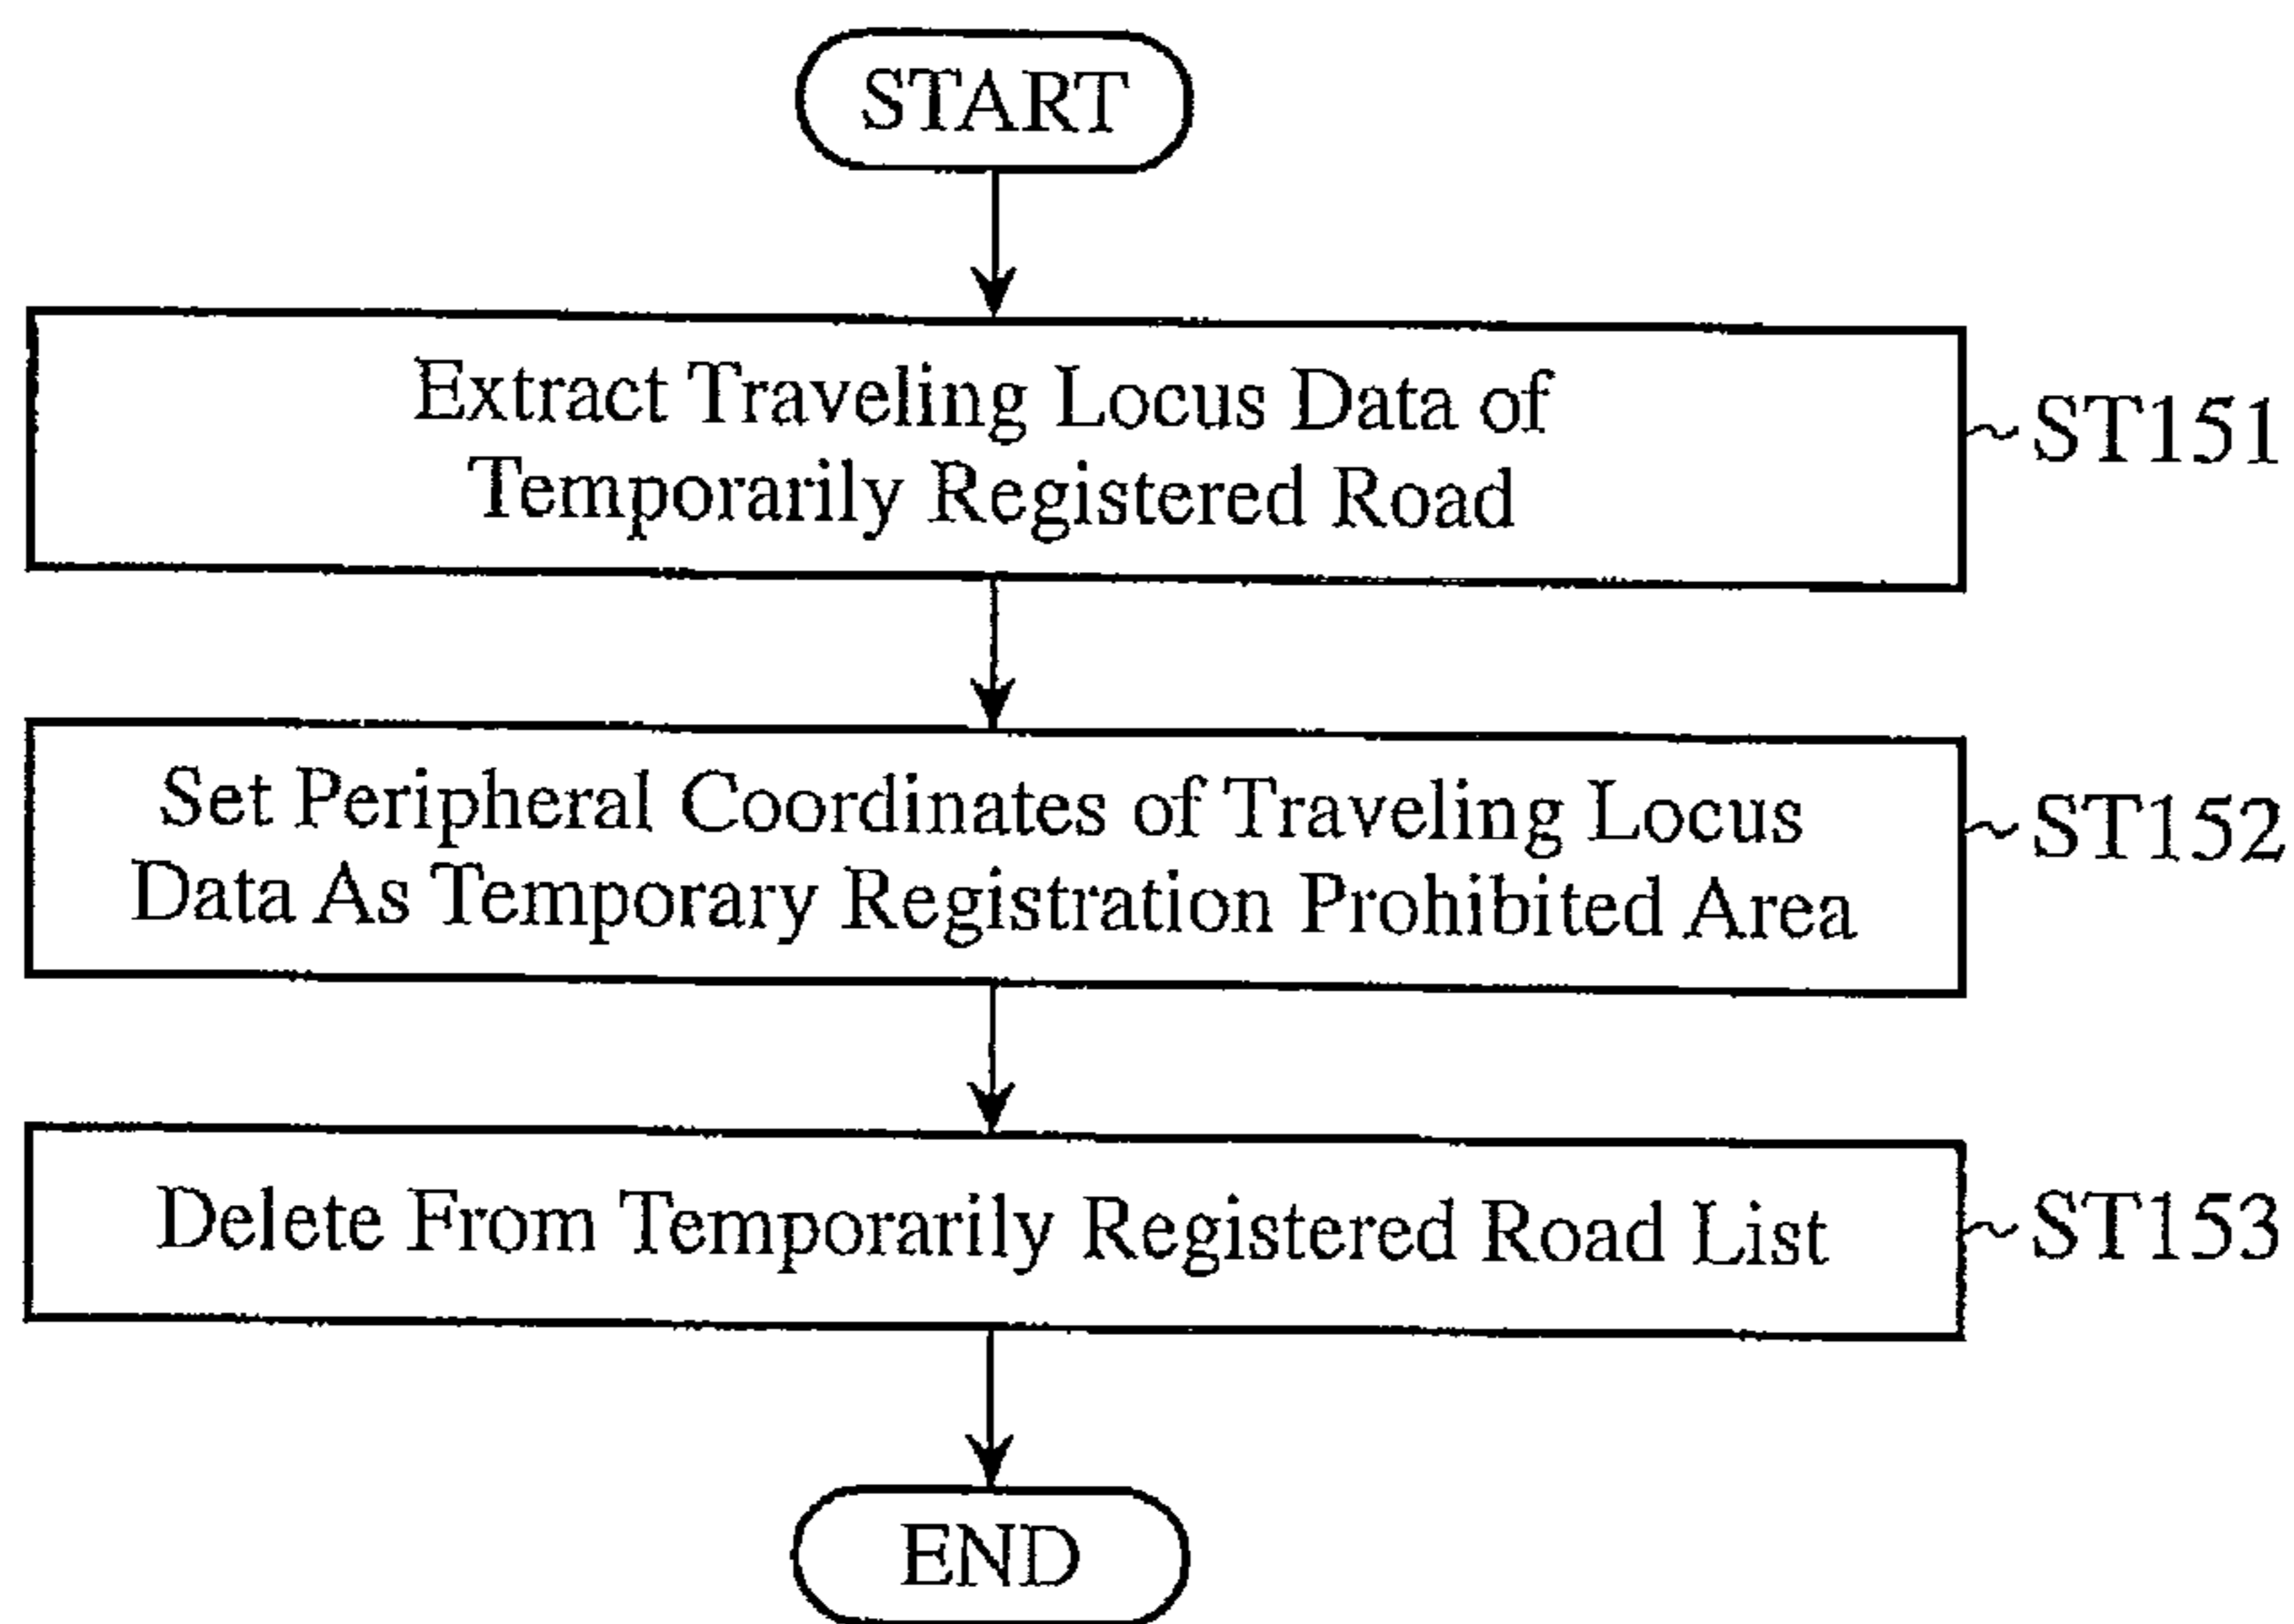 START
Extract Traveling Locus Data of
Temporarily Registered Road
ST151
Set Peripheral Coordinates of Traveling Locus
Data As Temporary Registration Prohibited Area
ST152
Delete From Temporarily Registered Road List
ST153
END